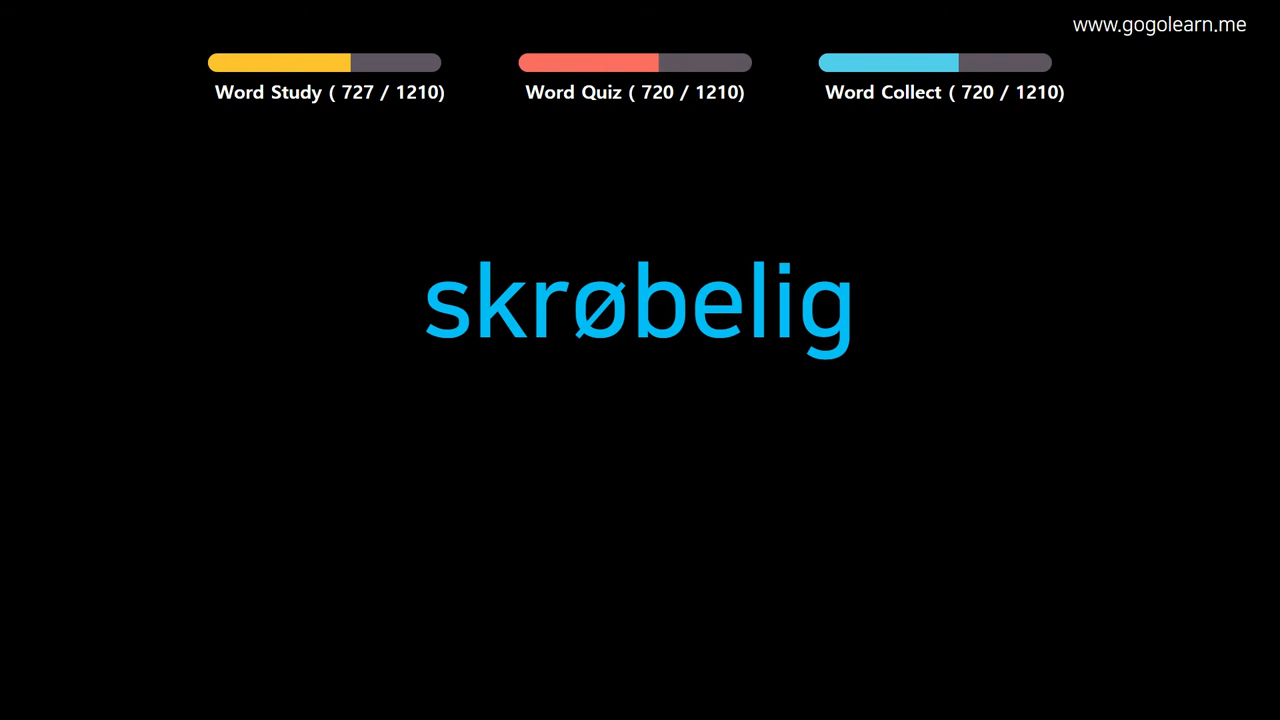 www.gogolearn.me
Word Study ( 727 / 1210)
Word Quiz ( 720 / 1210)
Word Collect ( 720 / 1210)
skrøbelig